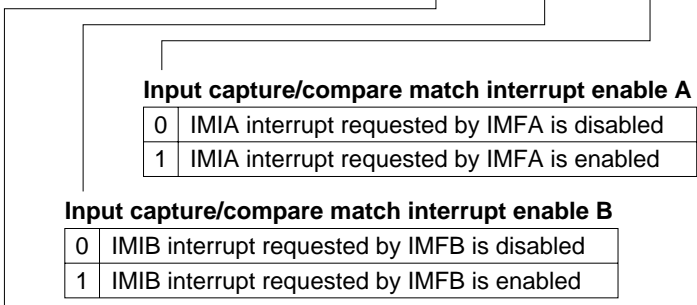 Input capture/compare match interrupt enable A
0 IMIA interrupt requested by IMFA is disabled
1 IMIA interrupt requested by IMFA is enabled
Input capture/compare match interrupt enable B
0 IMIB interrupt requested by IMFB is disabled
1 IMIB interrupt requested by IMFB is enabled